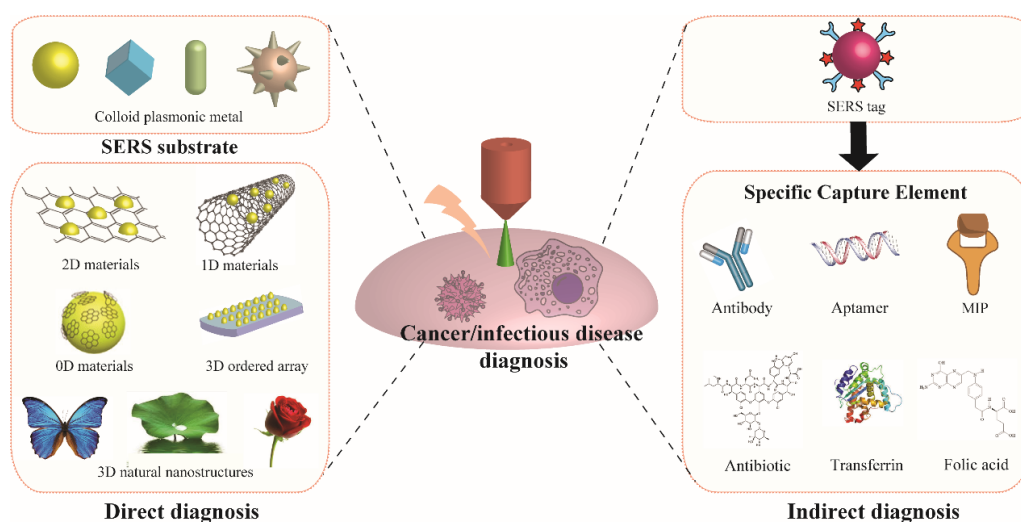 Colloid plasmonic metal
SERS substrate
2D materials
1D materials
0D materials
3D ordered array
3D natural nanostructures
Direct diagnosis
Cancer/infectious disease
diagnosis
SERS tag
Specific Capture Element
Antibody
Aptamer
MIP
Antibiotic
Transferrin
Folic acid
Indirect diagnosis